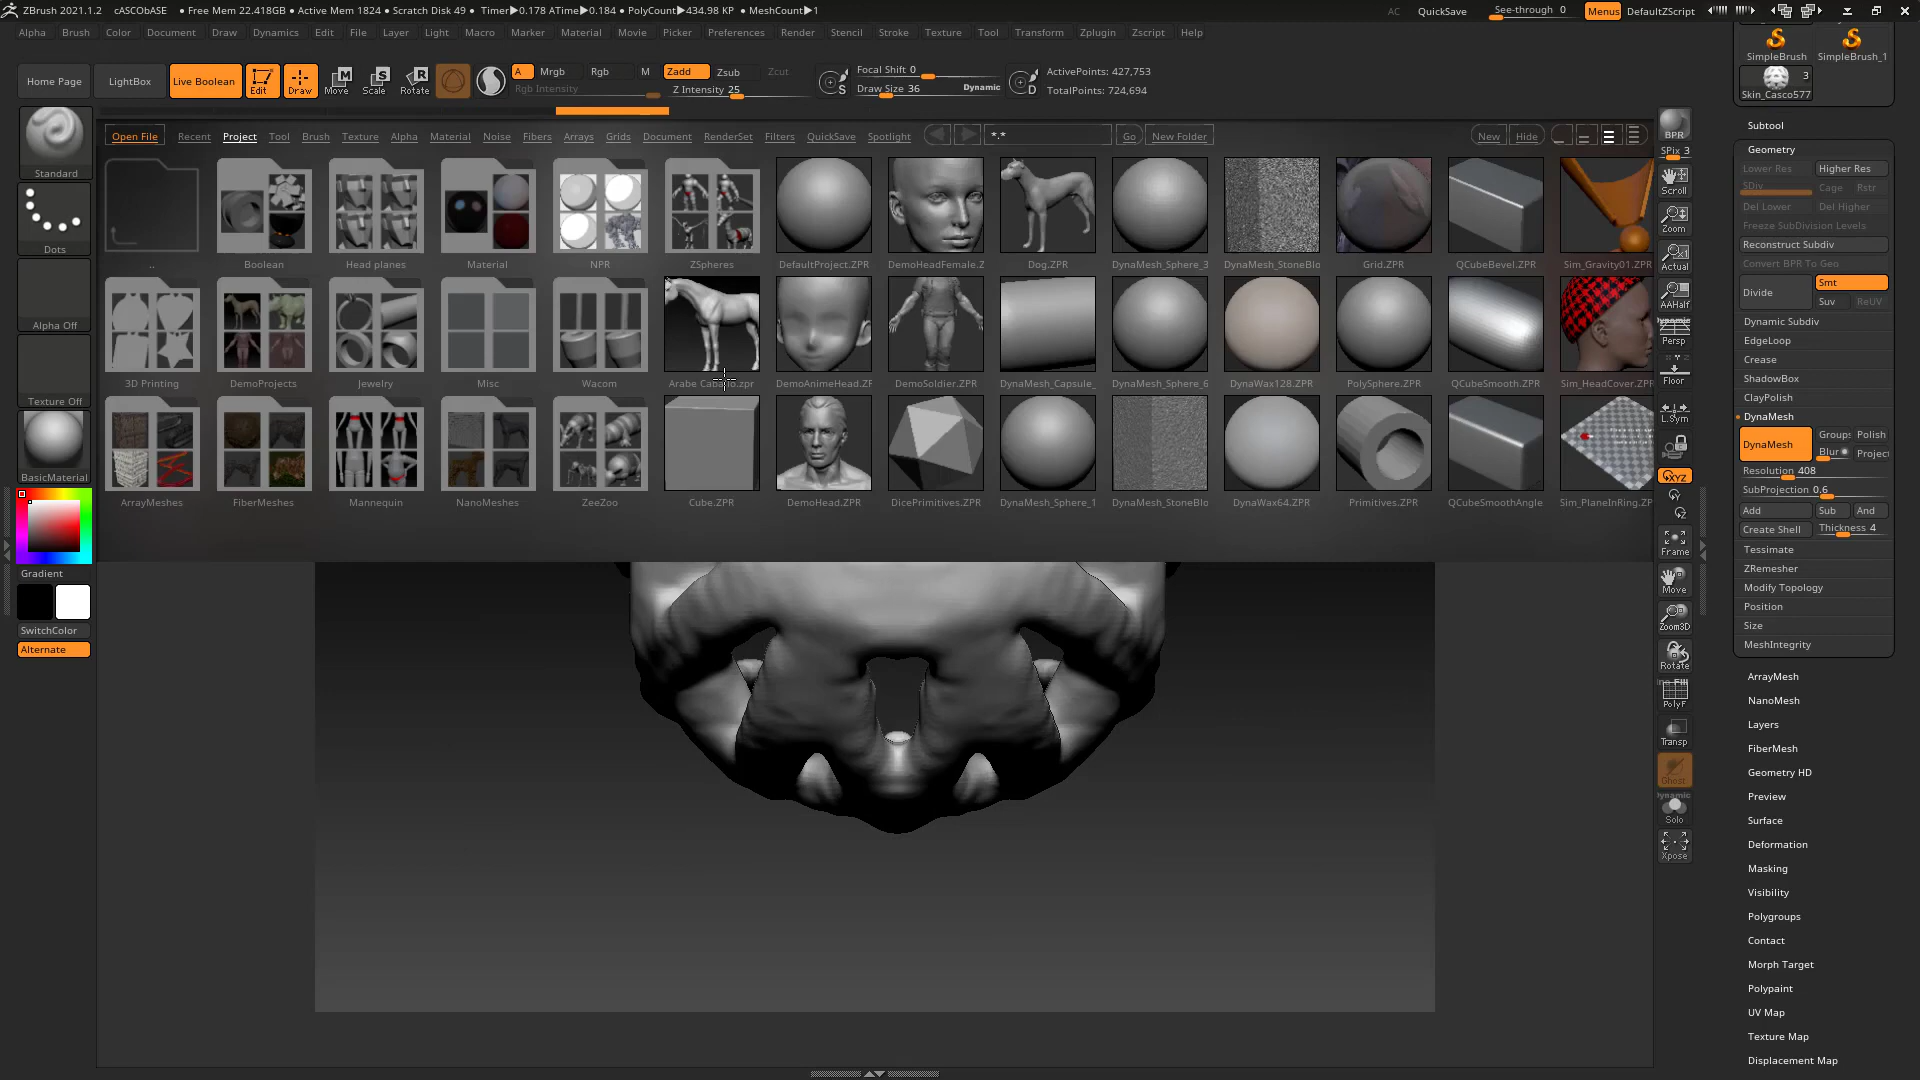 ZBrush 2021.1.2 cASCObASE • Free Mem 22.418GB • Active Mem 1824 • Scratch Disk 49 • Timer▶0.178 ATime▶0.184 • PolyCount▶434.98 KP • MeshCount▶1 AC QuickSave See-through 0 Menus DefaultZScript
Alpha Brush Color Document Draw Dynamics Edit File Layer Light Macro Marker Material Movie Picker Preferences Render Stencil Stroke Texture Tool Transform Zplugin Zscript Help
Home Page LightBox Live Boolean Edit Draw Move Scale Rotate A Mrgb Rgb M Zadd Zsub Zcut Focal Shift 0 ActivePoints: 427,753
Rgb Intensity Z Intensity 25 S Draw Size 36 Dynamic D TotalPoints: 724,694
Open File Recent Project Tool Brush Texture Alpha Material Noise Fibers Arrays Grids Document RenderSet Filters QuickSave Spotlight *.* Go New Folder New Hide
.. Boolean Head planes Material NPR ZSpheres DefaultProject.ZPR DemoHeadFemale.Z Dog.ZPR DynaMesh_Sphere_3 DynaMesh_StoneBlo Grid.ZPR QCubeBevel.ZPR Sim_Gravity01.ZPR
3D Printing DemoProjects Jewelry Misc Wacom DemoAnimeHead.ZF DemoSoldier.ZPR DynaMesh_Capsule_ DynaMesh_Sphere_6 DynaWax128.ZPR PolySphere.ZPR QCubeSmooth.ZPR Sim_HeadCover.ZPF
Arabe
ArrayMeshes FiberMeshes Mannequin NanoMeshes ZeeZoo Cube.ZPR DemoHead.ZPR DicePrimitives.ZPR DynaMesh_Sphere_1 DynaMesh_StoneBlo DynaWax64.ZPR Primitives.ZPR QCubeSmoothAngle Sim_PlaneInRing.ZP
Standard
Dots
Alpha Off
Texture Off
BasicMaterial
Gradient
SwitchColor
Alternate
BPR
SPix 3
Scroll
Zoom
Actual
AAHalf
Dynamic
Persp
Floor
L.Sym
XYZ
Y
Z
Frame
Move
Zoom3D
Rotate
PolyF
Transp
Ghost
Dynamic
Solo
Xpose
SimpleBrush SimpleBrush_1
3
Skin_Casco577
Subtool
Geometry
Lower Res Higher Res
SDiv Cage Rstr
Del Lower Del Higher
Freeze SubDivision Levels
Reconstruct Subdiv
Convert BPR To Geo
Divide Smt
Suv ReUV
Dynamic Subdiv
EdgeLoop
Crease
ShadowBox
ClayPolish
DynaMesh
DynaMesh Group: Polish
Blur Project
Resolution 408
SubProjection 0.6
Add Sub And
Create Shell Thickness 4
Tessimate
ZRemesher
Modify Topology
Position
Size
MeshIntegrity
ArrayMesh
NanoMesh
Layers
FiberMesh
Geometry HD
Preview
Surface
Deformation
Masking
Visibility
Polygroups
Contact
Morph Target
Polypaint
UV Map
Texture Map
Displacement Map